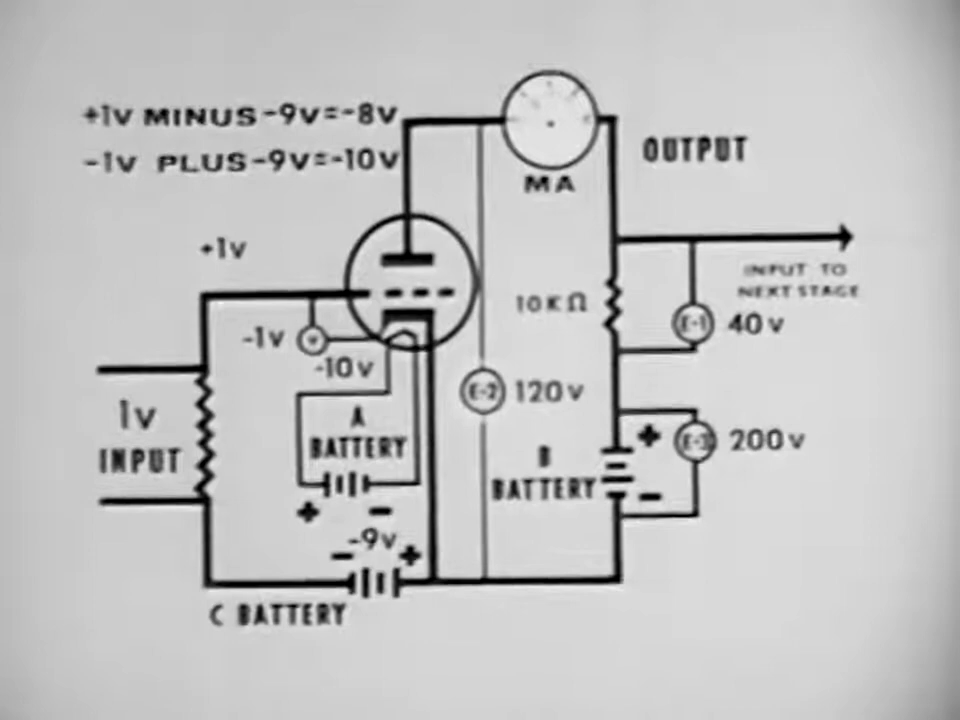 +1V MINUS -9V=-8V
-1V PLUS -9V=-10V
MA
OUTPUT
+1V
INPUT TO
NEXT STAGE
10KΩ
-1V
E-1 40V
-10V
1V
INPUT
A
BATTERY
E-2 120V
+
E-3 200V
B
BATTERY
-
+ -
-9V
- +
C BATTERY